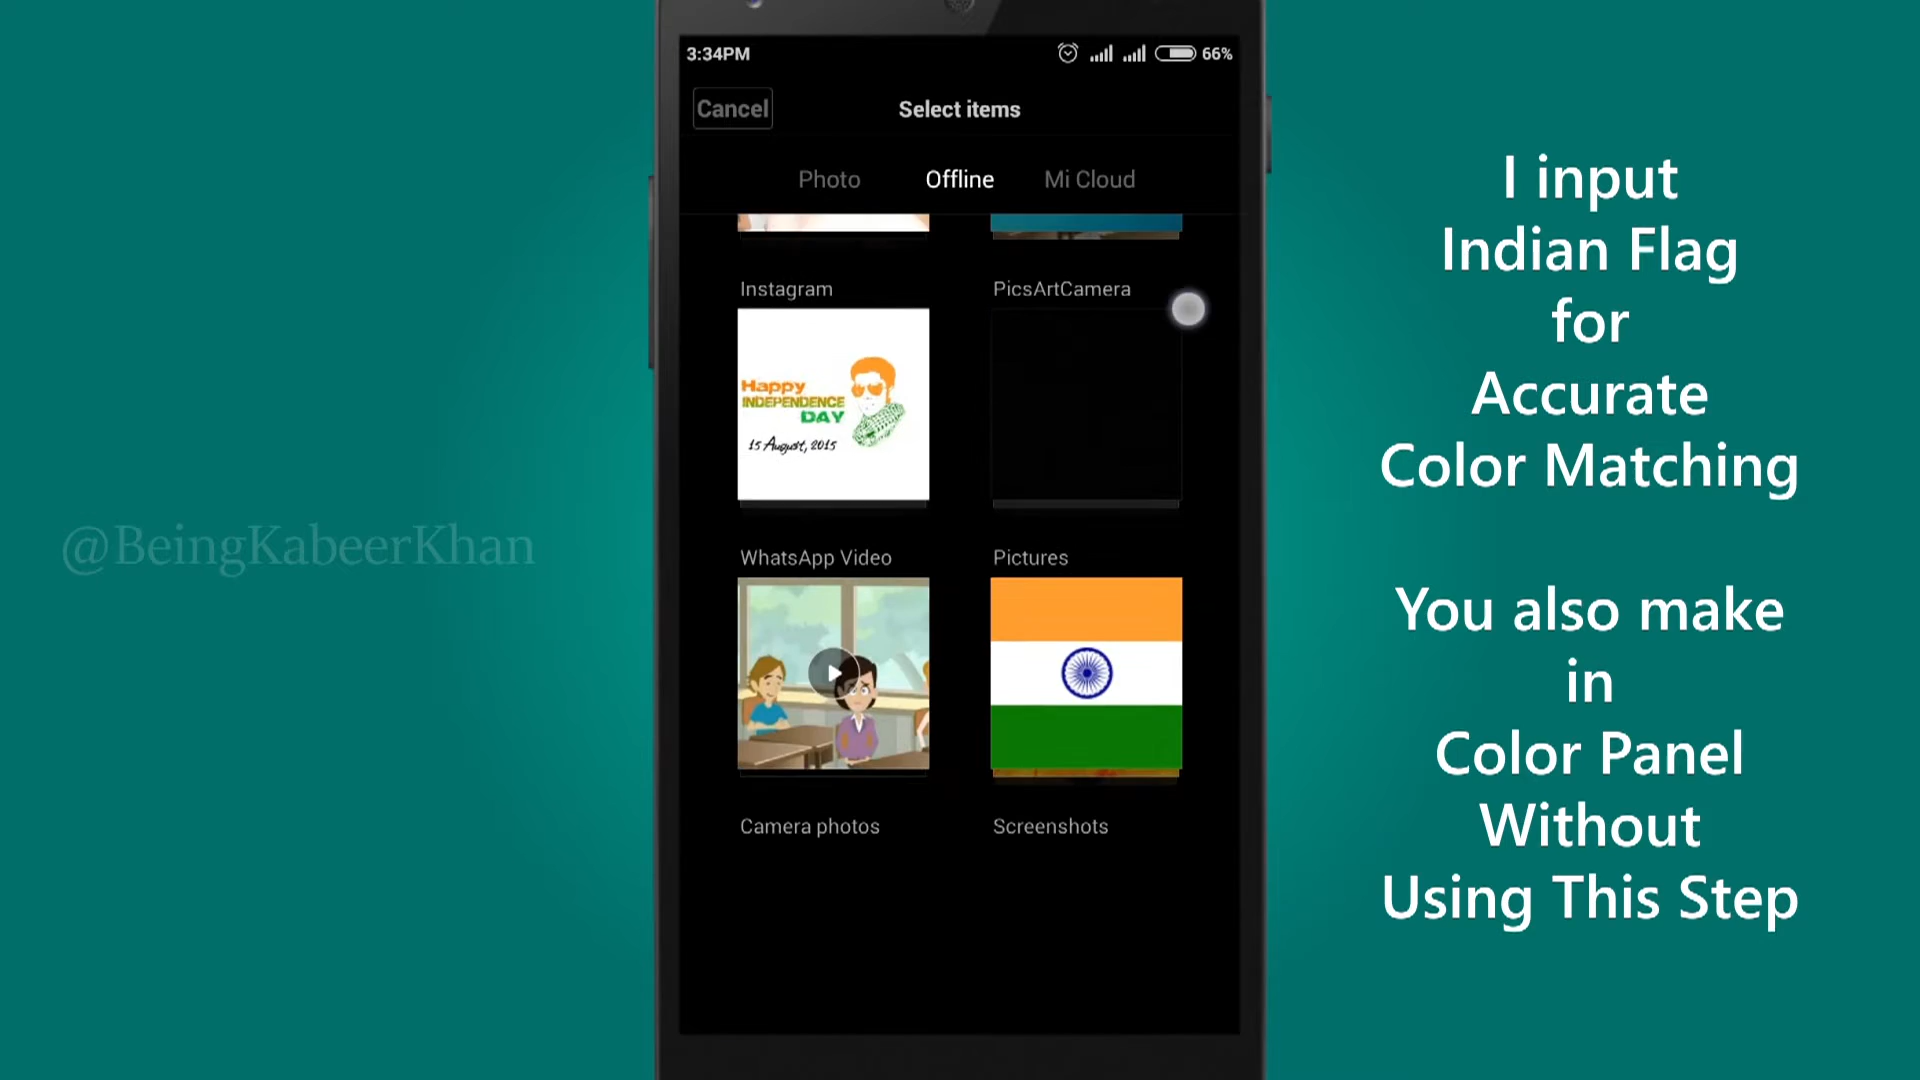 3:34PM
66%
Cancel
Select items
Photo
Offline
Mi Cloud
Instagram
PicsArtCamera
Happy
INDEPENDENCE
DAY
15 August, 2015
WhatsApp Video
Pictures
Camera photos
Screenshots
@BeingKabeerKhan
I input
Indian Flag
for
Accurate
Color Matching
You also make
in
Color Panel
Without
Using This Step